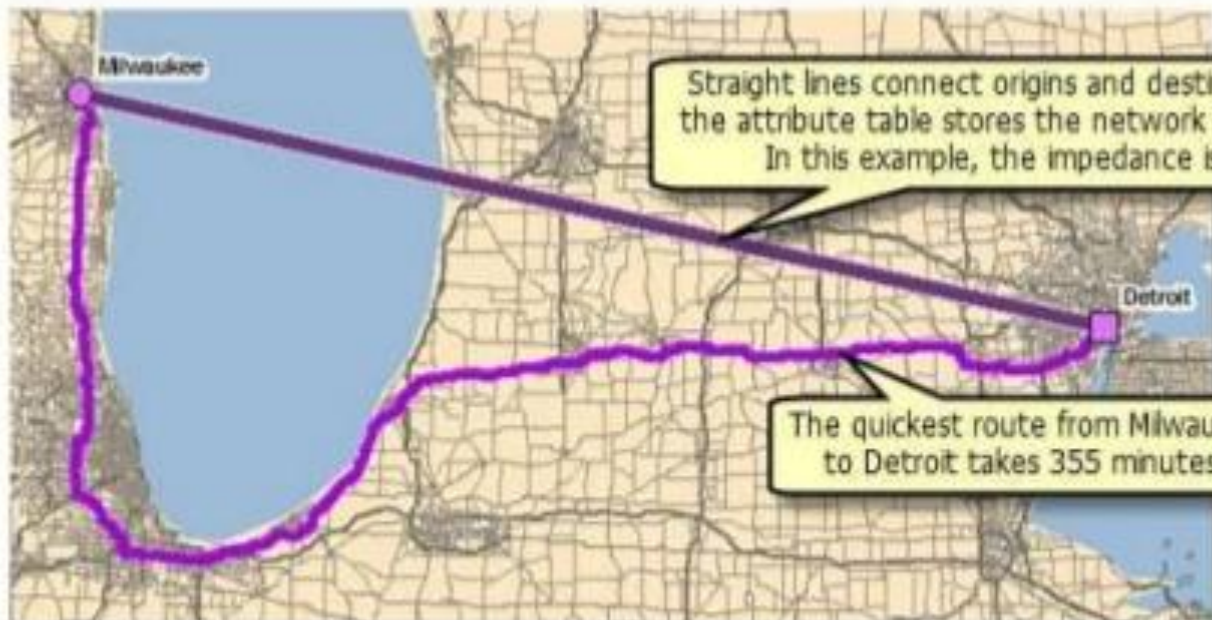 Milwaukee
Straight lines connect origins and desti
the attribute table stores the network
In this example, the impedance is
Detroit
The quickest route from Milwau
to Detroit takes 355 minutes